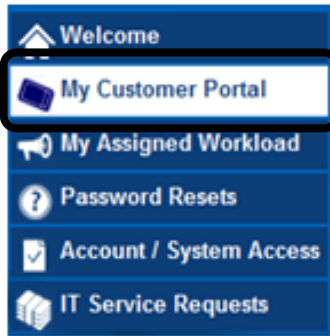 Welcome
My Customer Portal
My Assigned Workload
Password Resets
Account / System Access
IT Service Requests